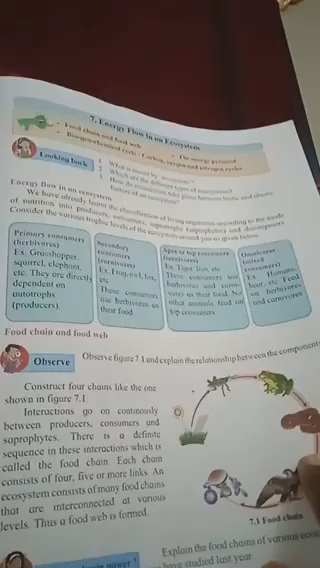 7. Energy Flow in an Ecosystem
Food chain and food web
The energy pyramid
Biogeochemical cycle : Carbon, oxygen and nitrogen cycles
Looking back
1. What is meant by ecosystem?
2. Which are the different types of ecosystems?
3. How do interactions take place between biotic and abiotic
factors of an ecosystem?
Energy flow in an ecosystem
We have already learnt the classification of living organisms according to the mode
of nutrition into producers, consumers, saprotrophs (saprophytes) and decomposers
Consider the various trophic levels of the ecosystem around you as given below.
Primary consumers
(herbivores)
Ex. Grasshopper,
squirrel, elephant,
etc. They are directly
dependent on
autotrophs
(producers).
Secondary
consumers
(carnivores)
Ex. Frog, owl, fox,
etc
These consumers
use herbivores as
their food.
Apex or top consumers
(carnivores)
Ex. Tiger, lion, etc
These consumers use
herbivores and carni-
vores as their food. No
other animals feed on
top consumers
Omnivores
(mixed
consumers)
Ex. Humans,
bear, etc. Feed
on herbivores
and carnivores
Food chain and food web
Observe
Observe figure 7.1 and explain the relationship between the components
Construct four chains like the one
shown in figure 7.1.
Interactions go on continously
between producers, consumers and
saprophytes. There is a definite
sequence in these interactions which is
called the food chain. Each chain
consists of four, five or more links. An
ecosystem consists of many food chains
that are interconnected at various
levels. Thus a food web is formed.
7.1 Food chain
Explain the food chains of various
have studied last year.